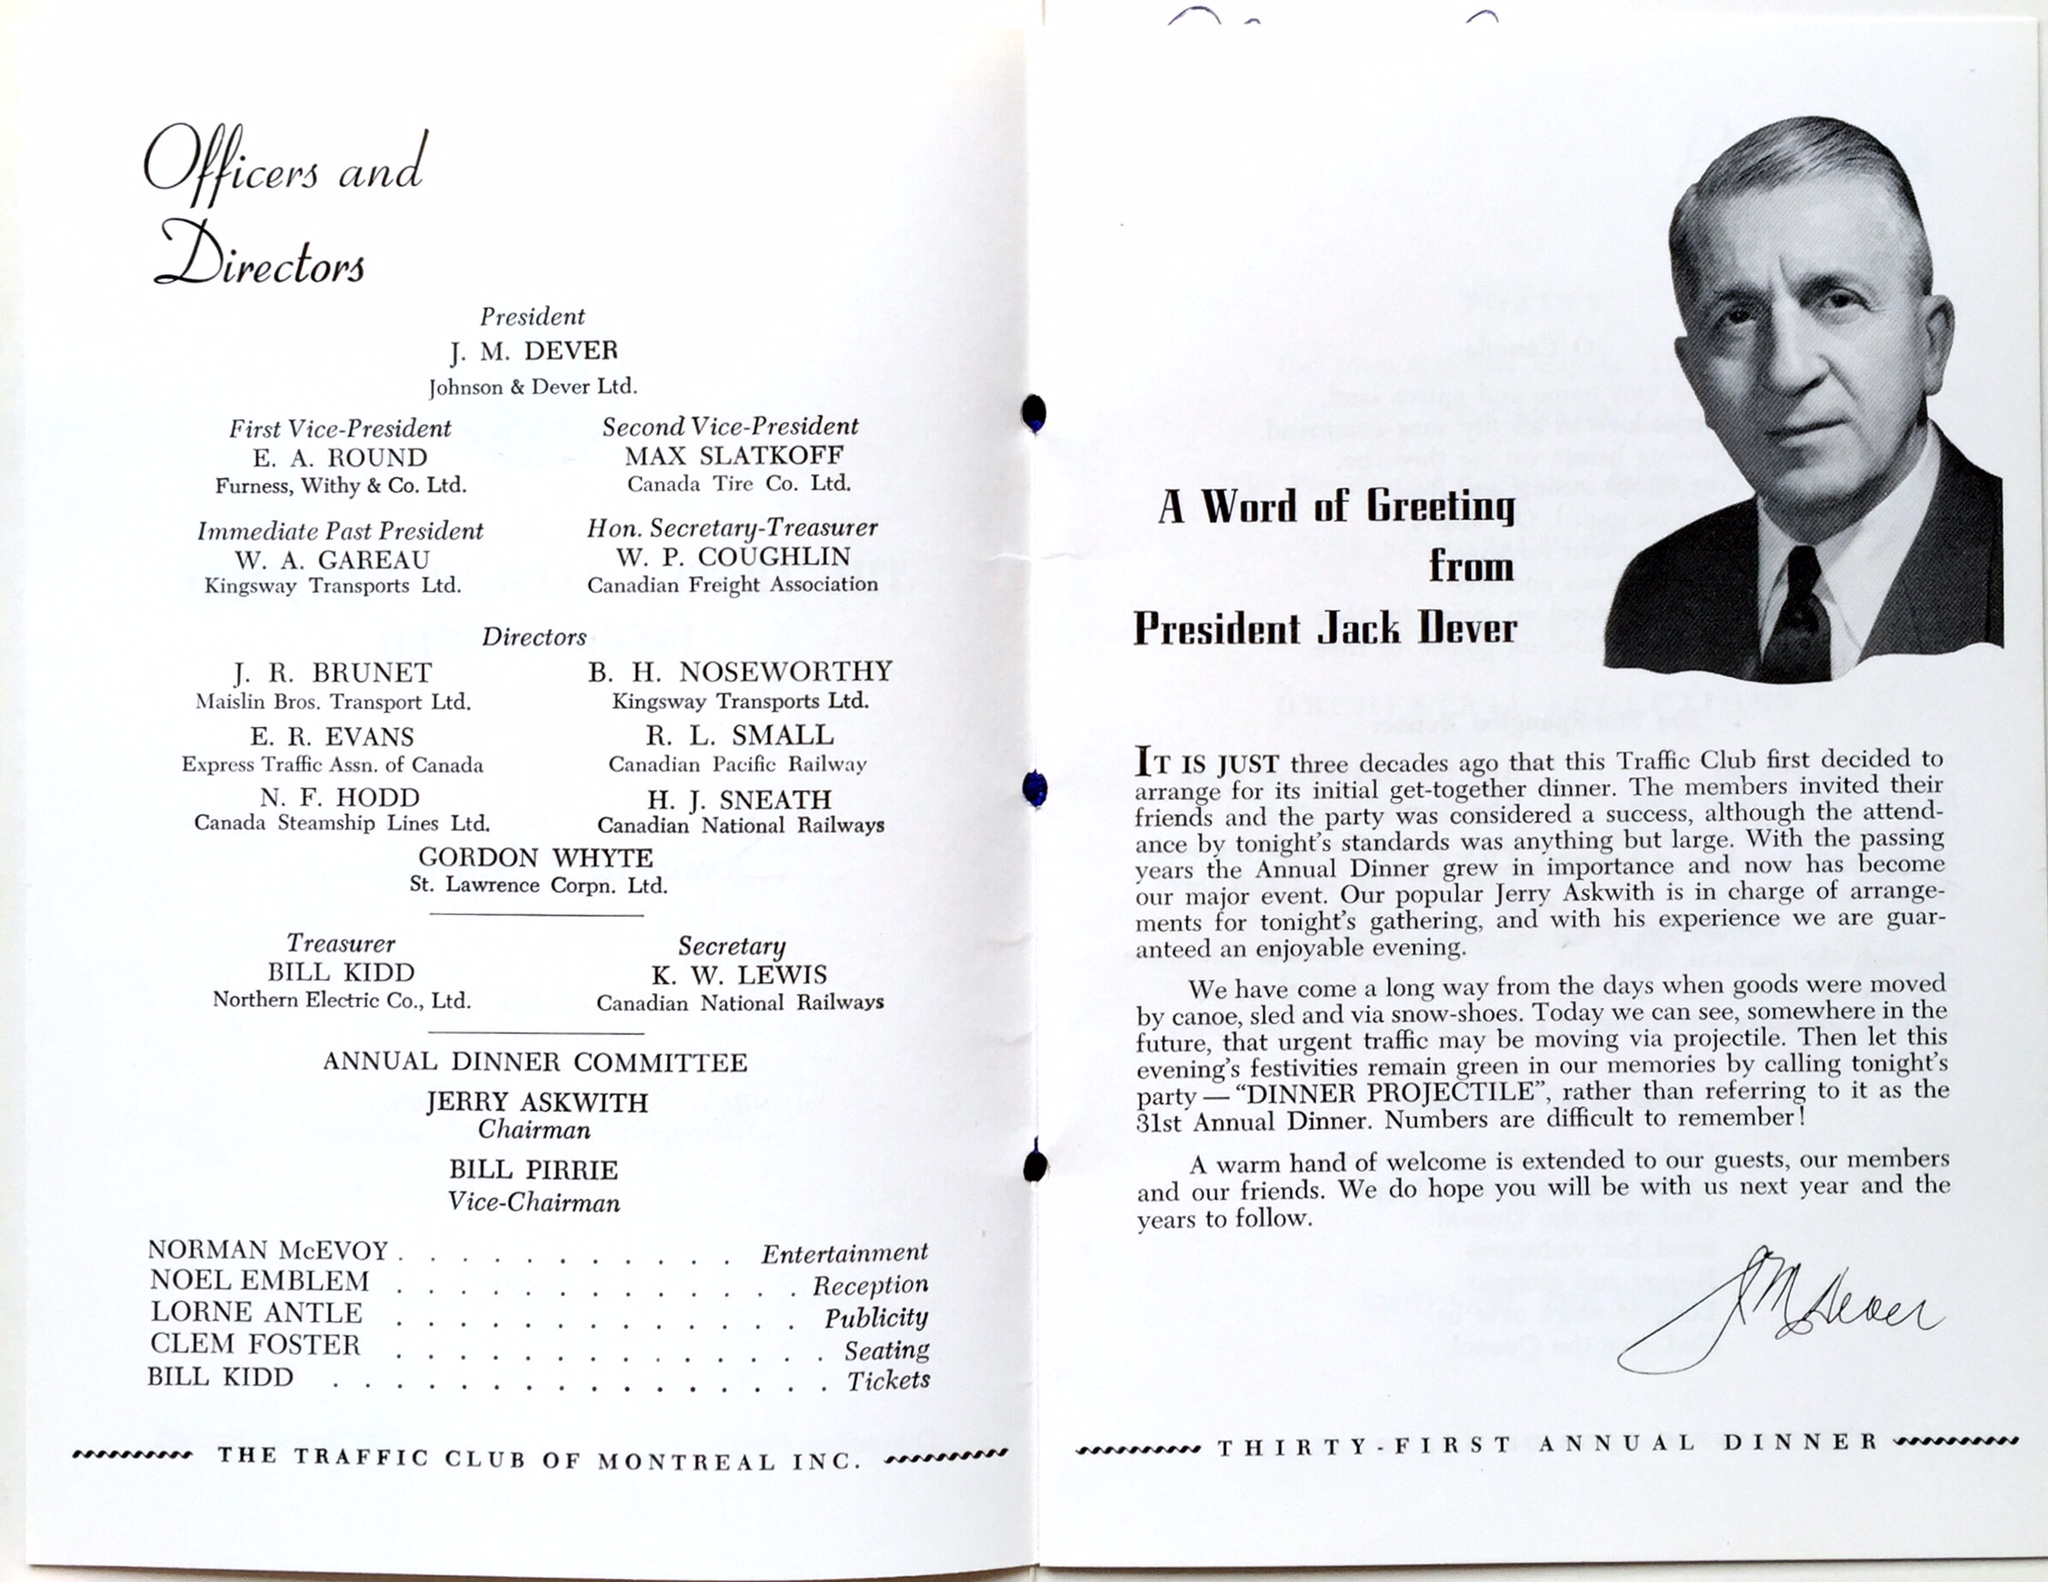 Officers and
Directors
President
J. M. DEVER
Johnson & Dever Ltd.
First Vice-President
E. A. ROUND
Furness, Withy & Co. Ltd.
Second Vice-President
MAX SLATKOFF
Canada Tire Co. Ltd.
Immediate Past President
W. A. GAREAU
Kingsway Transports Ltd.
Hon. Secretary-Treasurer
W. P. COUGHLIN
Canadian Freight Association
Directors
J. R. BRUNET
Maislin Bros. Transport Ltd.
B. H. NOSEWORTHY
Kingsway Transports Ltd.
E. R. EVANS
Express Traffic Assn. of Canada
R. L. SMALL
Canadian Pacific Railway
N. F. HODD
Canada Steamship Lines Ltd.
H. J. SNEATH
Canadian National Railways
GORDON WHYTE
St. Lawrence Corpn. Ltd.
Treasurer
BILL KIDD
Northern Electric Co., Ltd.
Secretary
K. W. LEWIS
Canadian National Railways
ANNUAL DINNER COMMITTEE
JERRY ASKWITH
Chairman
BILL PIRRIE
Vice-Chairman
NORMAN McEVOY . . . . . . . . . . . Entertainment
NOEL EMBLEM . . . . . . . . . . . . . Reception
LORNE ANTLE . . . . . . . . . . . . . Publicity
CLEM FOSTER . . . . . . . . . . . . . . Seating
BILL KIDD . . . . . . . . . . . . . . . . Tickets
THE TRAFFIC CLUB OF MONTREAL INC.
A Word of Greeting
from
President Jack Dever
IT IS JUST three decades ago that this Traffic Club first decided to
arrange for its initial get-together dinner. The members invited their
friends and the party was considered a success, although the attend-
ance by tonight's standards was anything but large. With the passing
years the Annual Dinner grew in importance and now has become
our major event. Our popular Jerry Askwith is in charge of arrange-
ments for tonight's gathering, and with his experience we are guar-
anteed an enjoyable evening.
We have come a long way from the days when goods were moved
by canoe, sled and via snow-shoes. Today we can see, somewhere in the
future, that urgent traffic may be moving via projectile. Then let this
evening's festivities remain green in our memories by calling tonight's
party — "DINNER PROJECTILE", rather than referring to it as the
31st Annual Dinner. Numbers are difficult to remember!
A warm hand of welcome is extended to our guests, our members
and our friends. We do hope you will be with us next year and the
years to follow.
J M Dever
THIRTY-FIRST ANNUAL DINNER